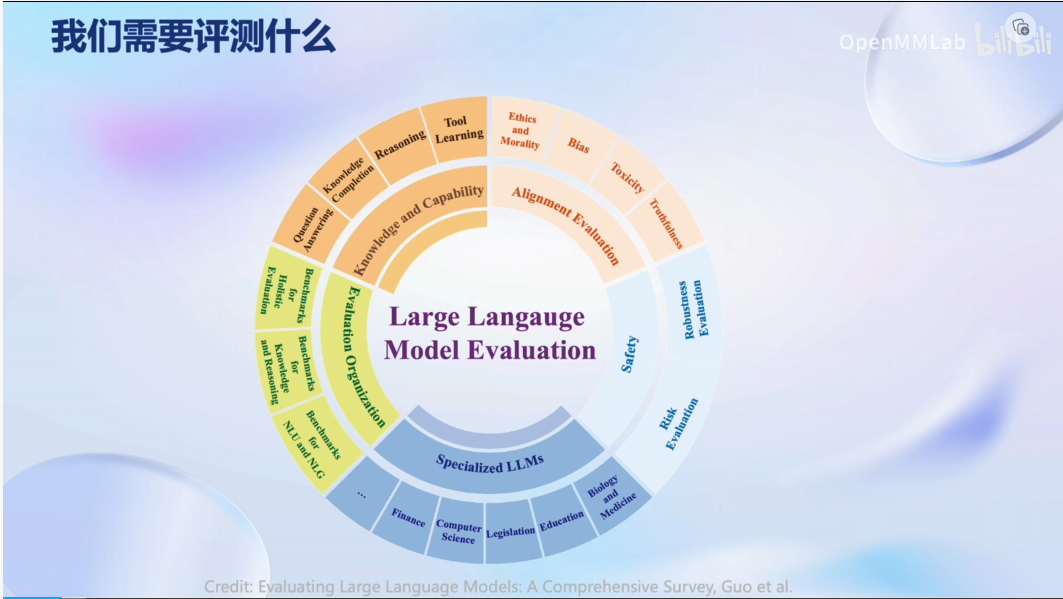 我们需要评测什么
OpenMMLab bilibili
Large Langauge
Model Evaluation
Knowledge and Capability
Question
Answering
Knowledge
Completion
Reasoning
Tool
Learning
Alignment Evaluation
Ethics
and
Morality
Bias
Toxicity
Truthfulness
Safety
Robustness
Evaluation
Risk
Evaluation
Specialized LLMs
Biology
and
Medicine
Education
Legislation
Computer
Science
Finance
...
Evaluation Organization
Benchmarks
for
Holistic
Evaluation
Benchmarks
for
Knowledge
and Reasoning
Benchmarks
for
NLU and NLG
Credit: Evaluating Large Language Models: A Comprehensive Survey, Guo et al.